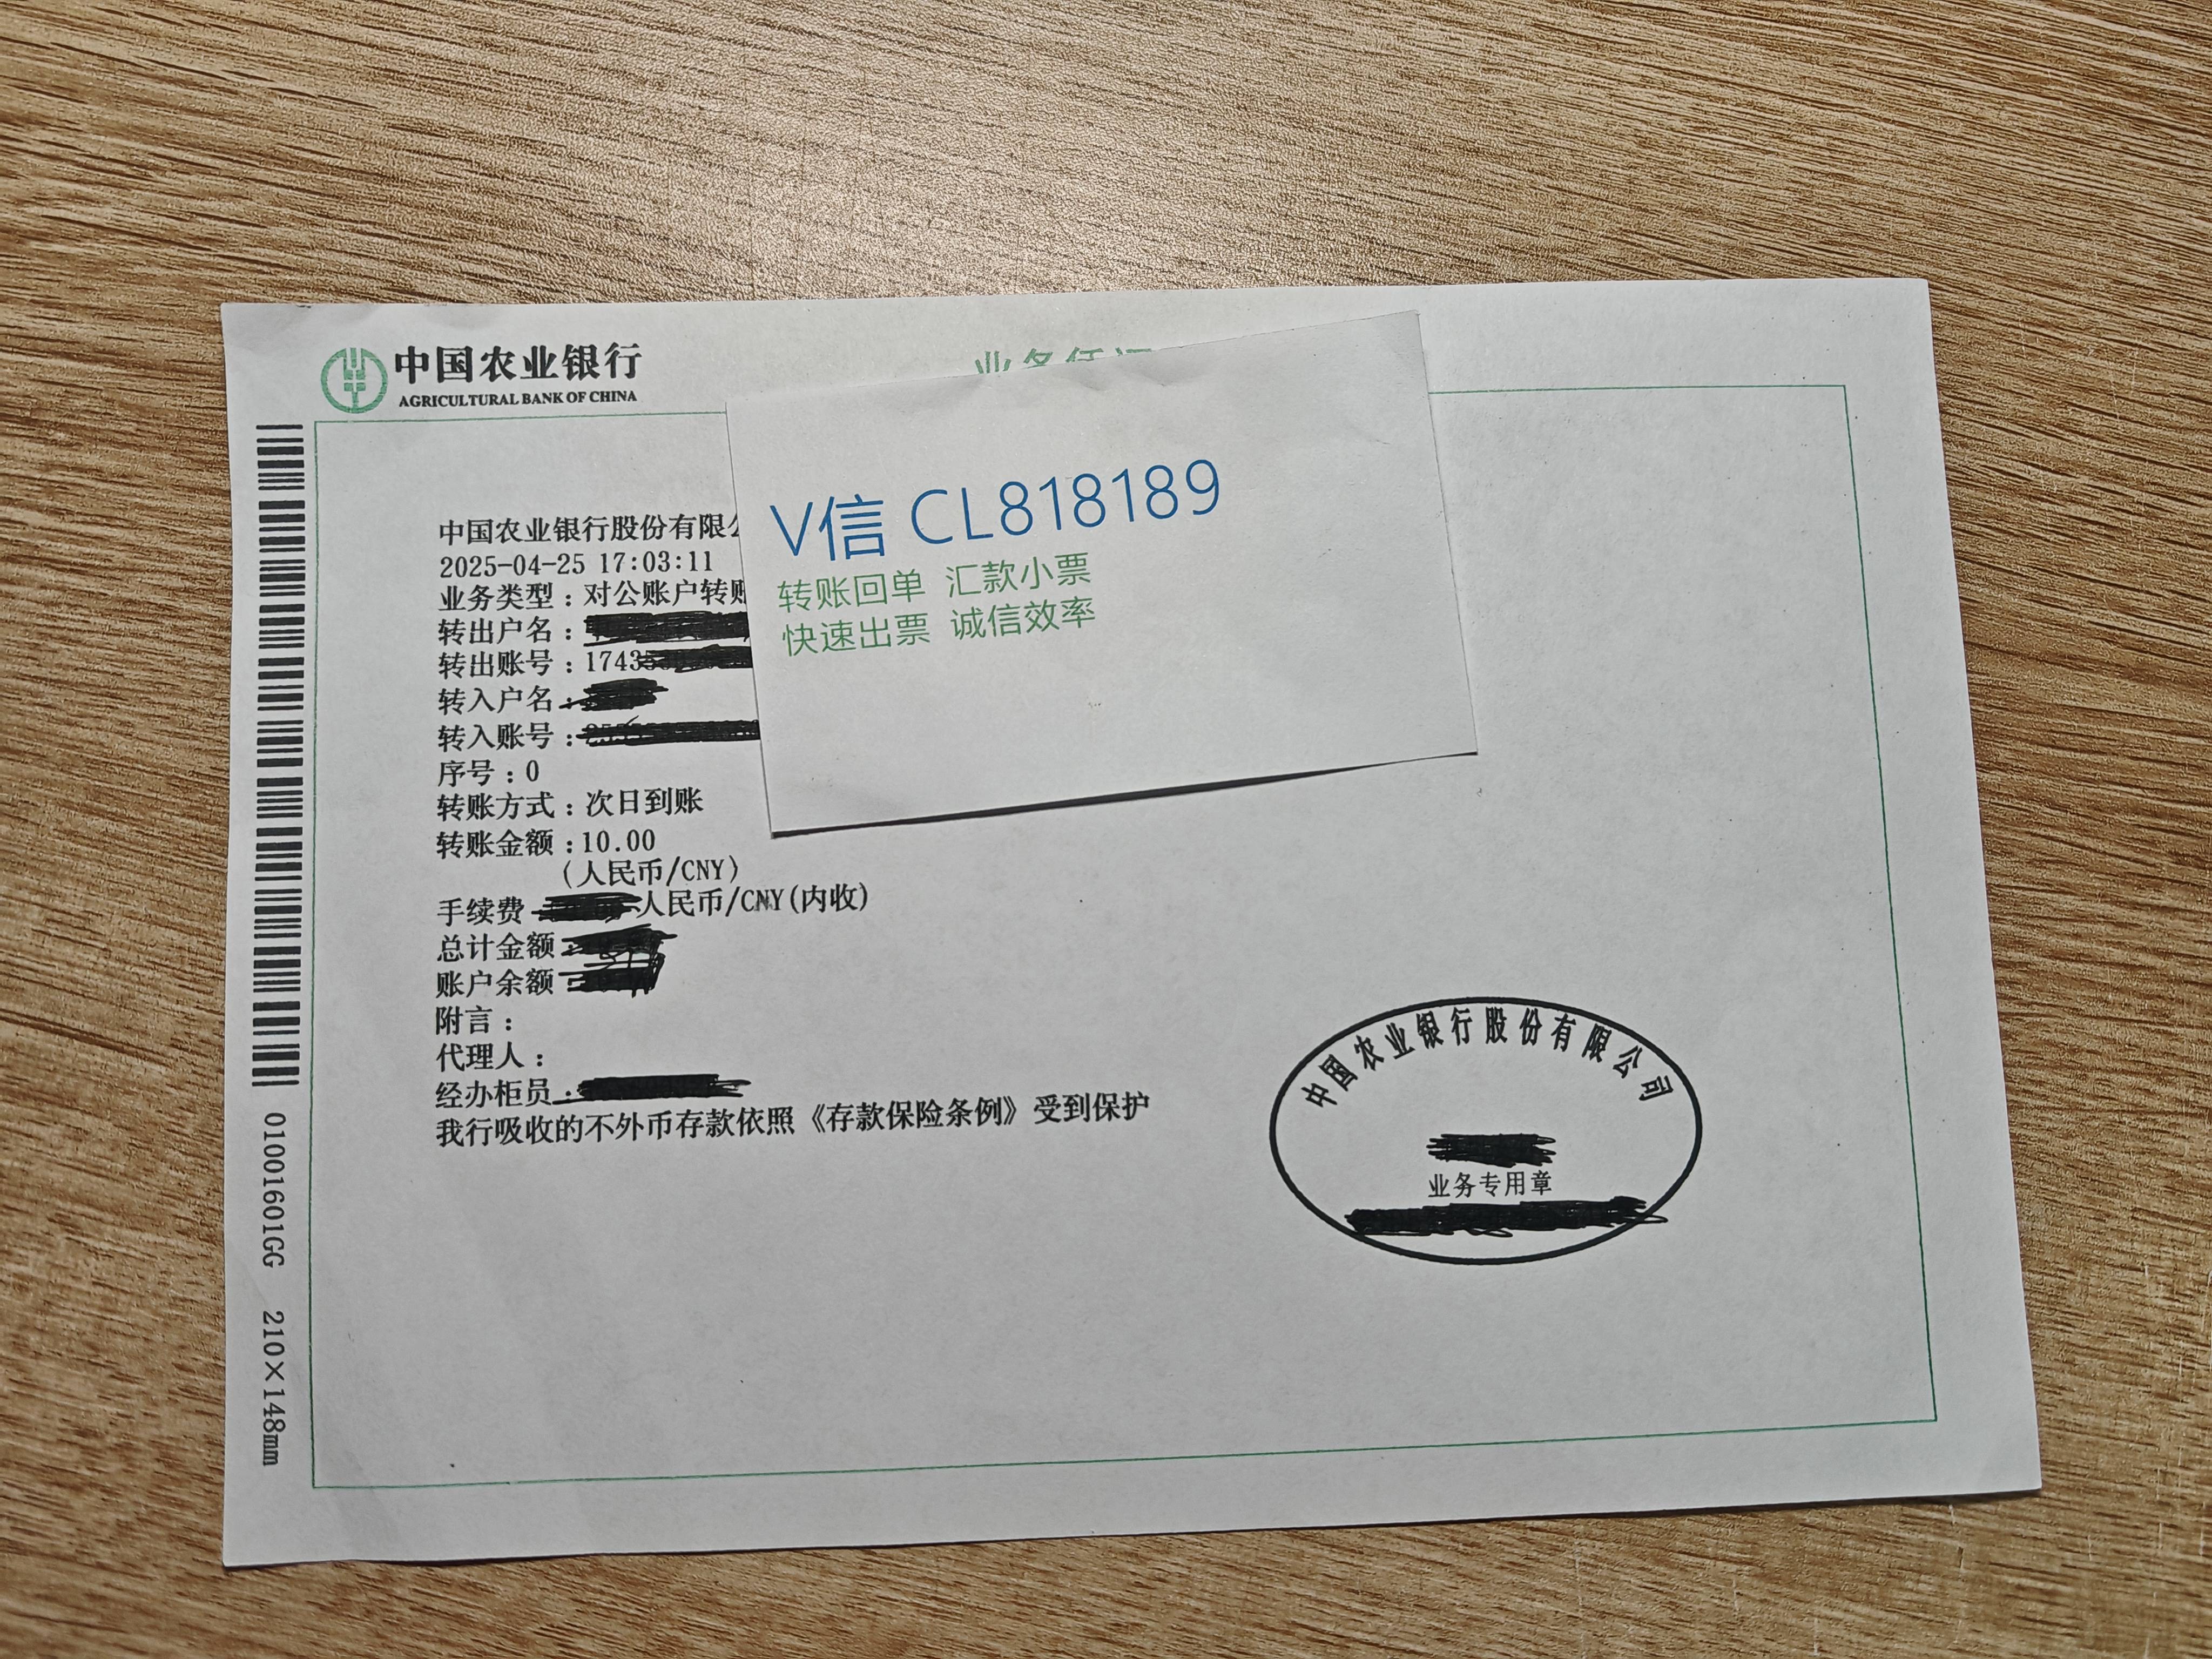 中国农业银行
AGRICULTURAL BANK OF CHINA
V信 CL818189
转账回单 汇款小票
快速出票 诚信效率
中国农业银行股份有限
2025-04-25 17:03:11
业务类型：对公账户转账
转出户名：
转出账号：1743
转入户名：
转入账号：
序号：0
转账方式：次日到账
转账金额：10.00
（人民币/CNY）
手续费 人民币/CNY(内收)
总计金额：
账户余额
附言：
代理人：
经办柜员：
我行吸收的不外币存款依照《存款保险条例》受到保护
中国农业银行股份有限公司
业务专用章
01001601GG 210×148mm